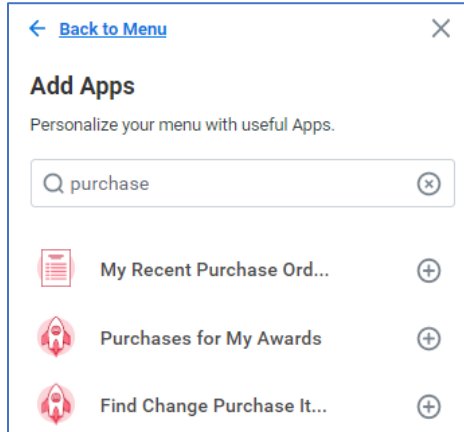 Back to Menu
Add Apps
Personalize your menu with useful Apps.
purchase
My Recent Purchase Ord...
Purchases for My Awards
Find Change Purchase It...